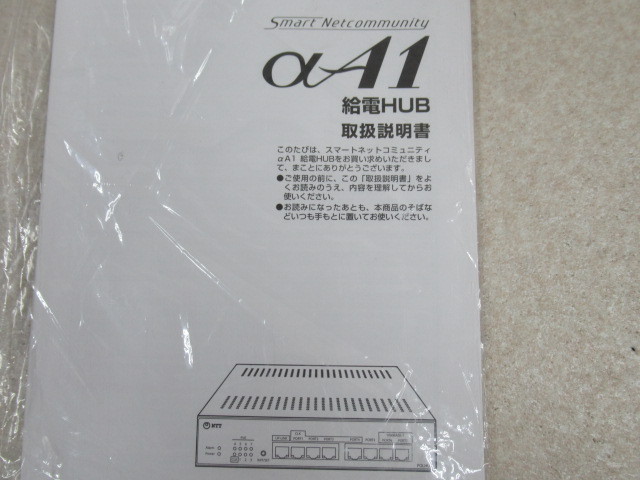 Smart Netcommunity
αA1
給電HUB
取扱説明書
このたびは、スマートネットコミュニティ
αA1 給電HUBをお買い求めいただきまし
て、まことにありがとうございます。
●ご使用の前に、この「取扱説明書」をよ
くお読みのうえ、内容を理解してからお
使いください。
●お読みになったあとも、本商品のそばな
どいつも手もとに置いてお使いください。
NTT